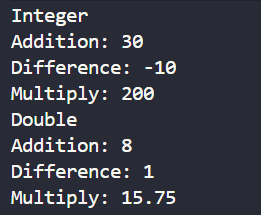 Integer
Addition: 30
Difference: -10
Multiply: 200
Double
Addition: 8
Difference: 1
Multiply: 15.75